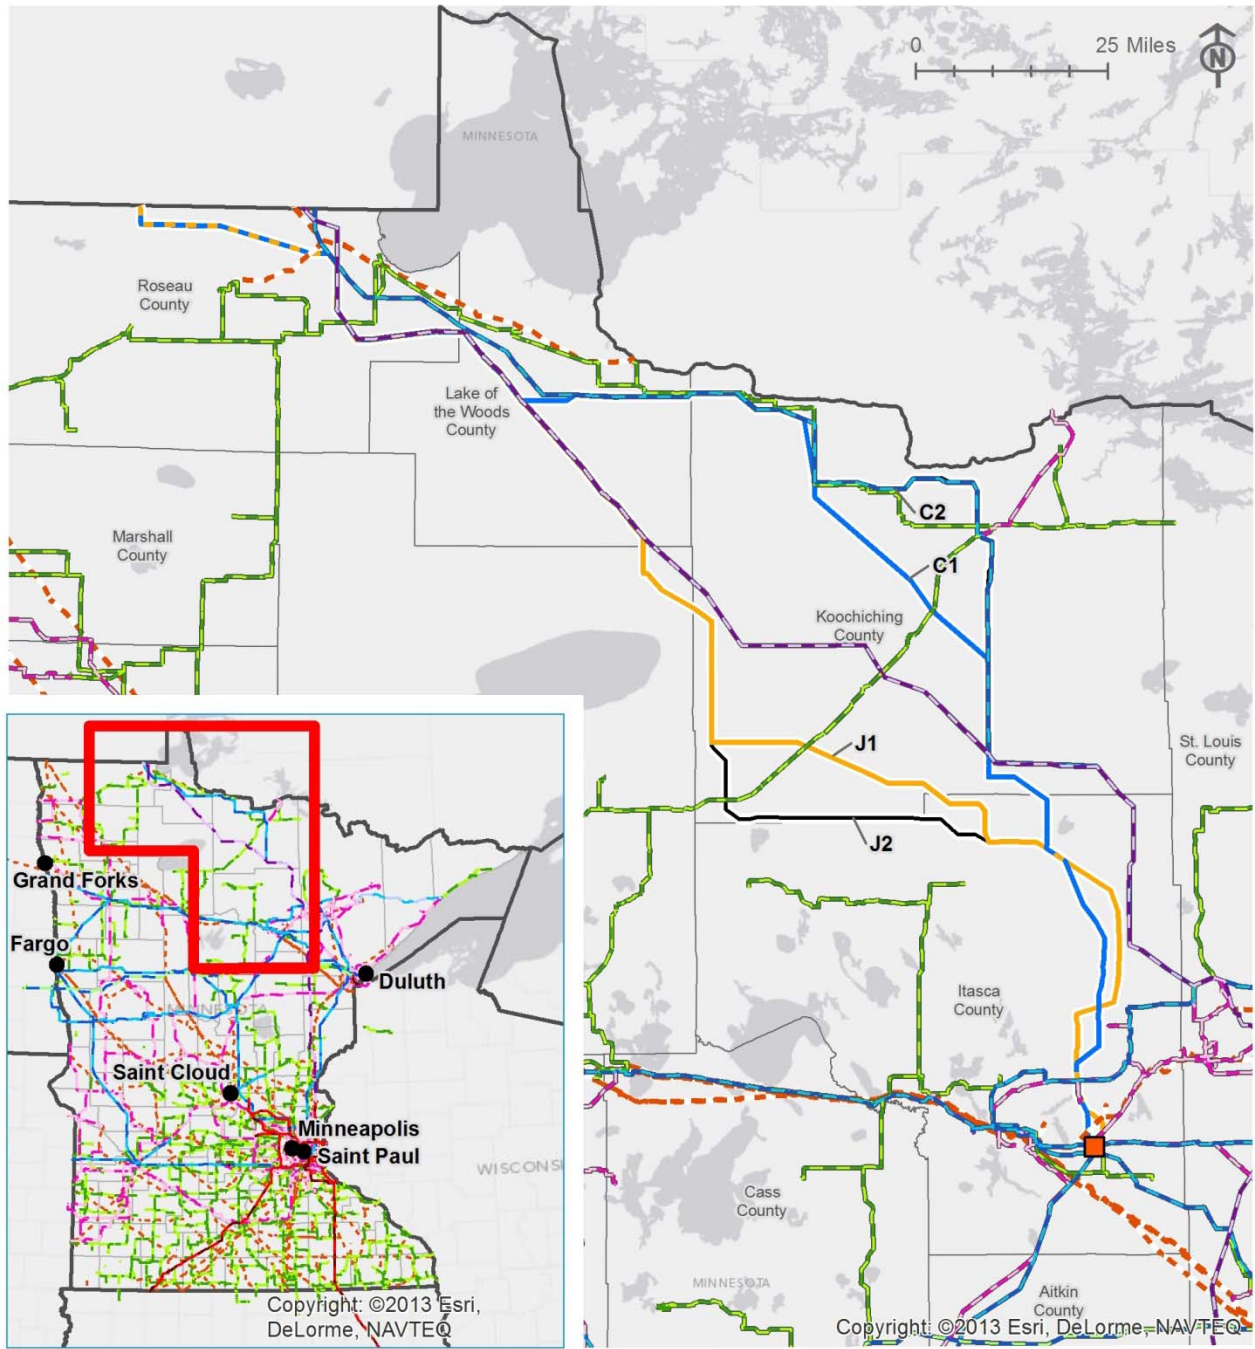 0 25 Miles
N
MINNESOTA
Roseau
County
Lake of
the Woods
County
C2
Marshall
County
C1
Koochiching
County
J1
St. Louis
County
J2
Grand Forks
Fargo
Duluth
MINNESOTA
Itasca
County
Saint Cloud
Minneapolis
Saint Paul
WISCONSI
Cass
County
MINNESOTA
Aitkin
County
Copyright: ©2013 Esri,
DeLorme, NAVTEQ
Copyright: ©2013 Esri, DeLorme, NAVTEQ